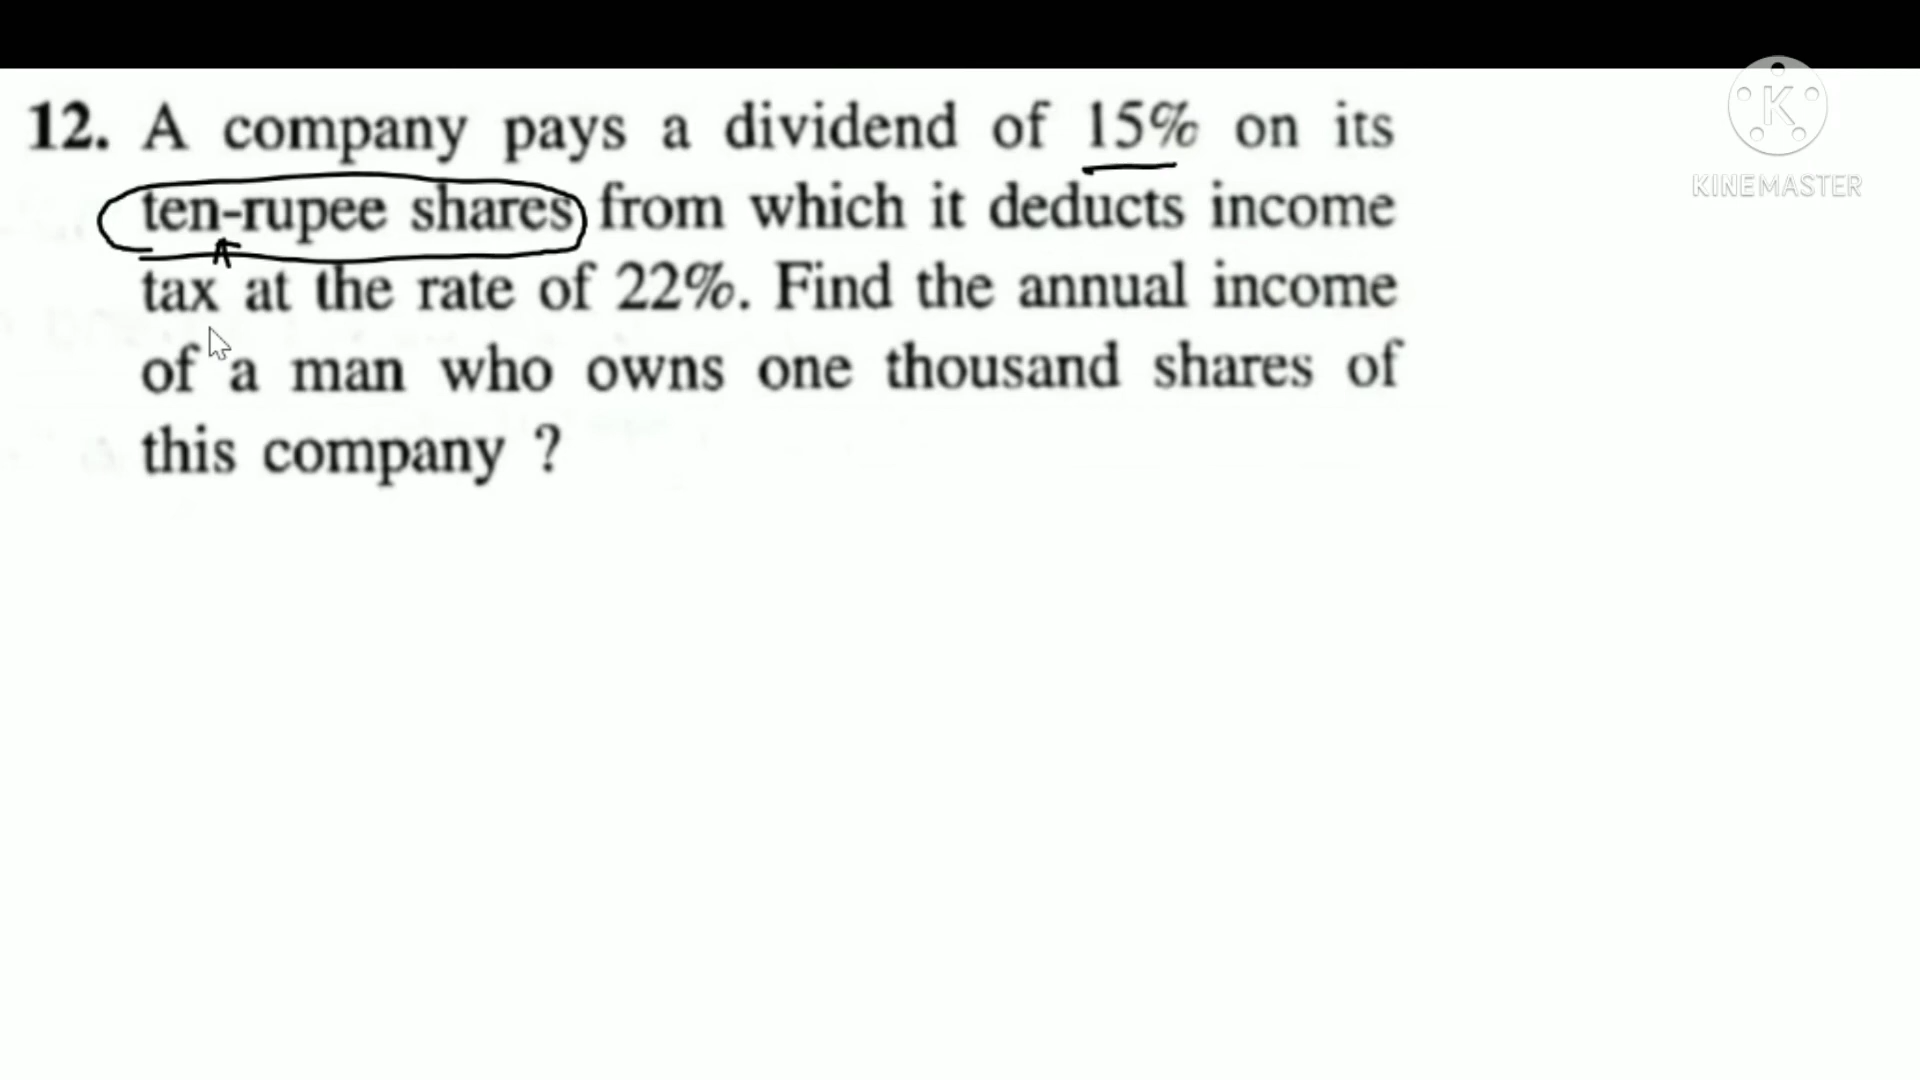 12. A company pays a dividend of 15% on its
ten-rupee shares from which it deducts income
tax at the rate of 22%. Find the annual income
of a man who owns one thousand shares of
this company ?
K
KINEMASTER